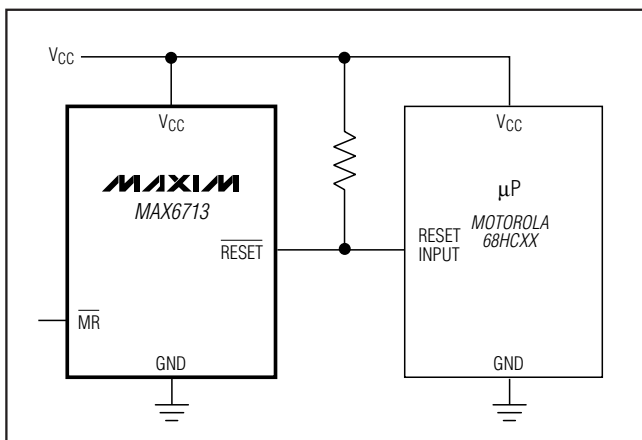 VCC
VCC
MAXIM
MAX6713
RESET
MR
GND
VCC
μP
MOTOROLA
68HCXX
RESET
INPUT
GND